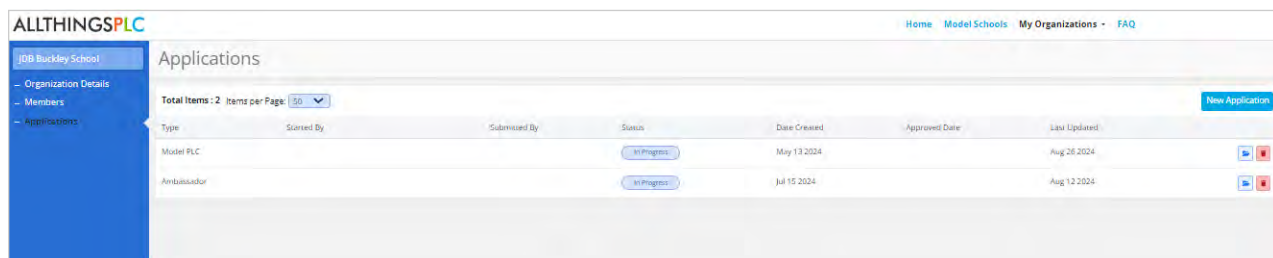 ALLTHINGSPLC
Home Model Schools My Organizations FAQ
JDB Buckley School
Organization Details
Members
Applications
Applications
Total Items : 2 Items per Page: 50
New Application
Type Started By Submitted By Status Date Created Approved Date Last Updated
Model PLC In Progress May 13 2024 Aug 26 2024
Ambassador In Progress Jul 15 2024 Aug 12 2024